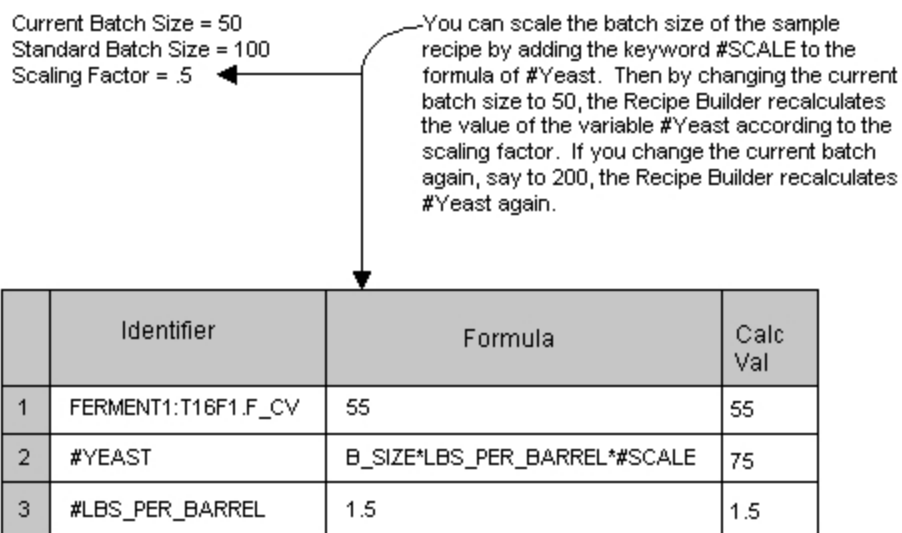 Current Batch Size = 50
Standard Batch Size = 100
Scaling Factor = .5
You can scale the batch size of the sample
recipe by adding the keyword #SCALE to the
formula of #Yeast. Then by changing the current
batch size to 50, the Recipe Builder recalculates
the value of the variable #Yeast according to the
scaling factor. If you change the current batch
again, say to 200, the Recipe Builder recalculates
#Yeast again.
Identifier Formula Calc Val
1 FERMENT1:T16F1.F_CV 55 55
2 #YEAST B_SIZE*LBS_PER_BARREL*#SCALE 75
3 #LBS_PER_BARREL 1.5 1.5